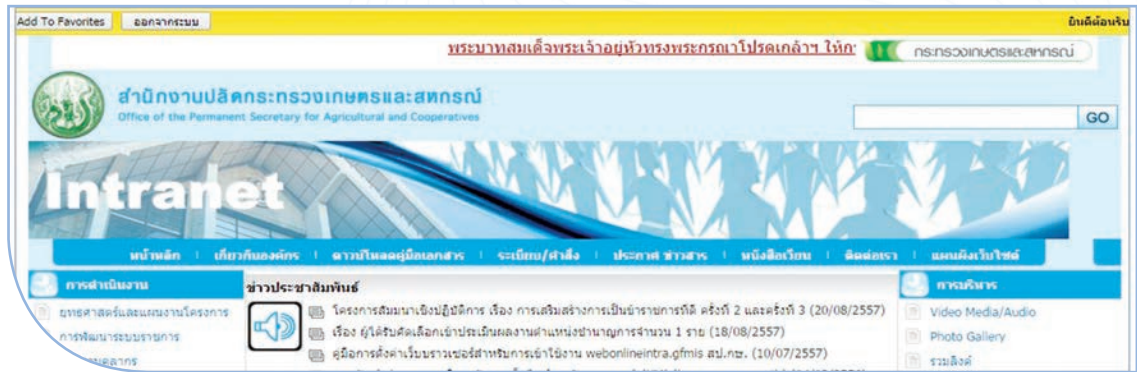 Add To Favorites ออกจากระบบ ยินดีต้อนรับ
พระบาทสมเด็จพระเจ้าอยู่หัวทรงพระกรุณาโปรดเกล้าฯ ให้ก กระทรวงเกษตรและสหกรณ์
สำนักงานปลัดกระทรวงเกษตรและสหกรณ์
Office of the Permanent Secretary for Agricultural and Cooperatives
GO
Intranet
หน้าหลัก เกี่ยวกับองค์กร ดาวน์โหลดคู่มือเอกสาร ระเบียบ/คำสั่ง ประกาศ ข่าวสาร หนังสือเวียน ติดต่อเรา แผนผังเว็บไซต์
การดำเนินงาน
ยุทธศาสตร์และแผนงานโครงการ
การพัฒนาระบบราชการ
บุคลากร
ข่าวประชาสัมพันธ์
โครงการสัมมนาเชิงปฏิบัติการ เรื่อง การเสริมสร้างการเป็นข้าราชการที่ดี ครั้งที่ 2 และครั้งที่ 3 (20/08/2557)
เรื่อง ผู้ได้รับคัดเลือกเข้าประเมินผลงานตำแหน่งชำนาญการจำนวน 1 ราย (18/08/2557)
คู่มือการตั้งค่าเว็บบราวเซอร์สำหรับการเข้าใช้งาน webonlineintra.gfmis สป.กษ. (10/07/2557)
การบริหาร
Video Media/Audio
Photo Gallery
รวมลิงค์